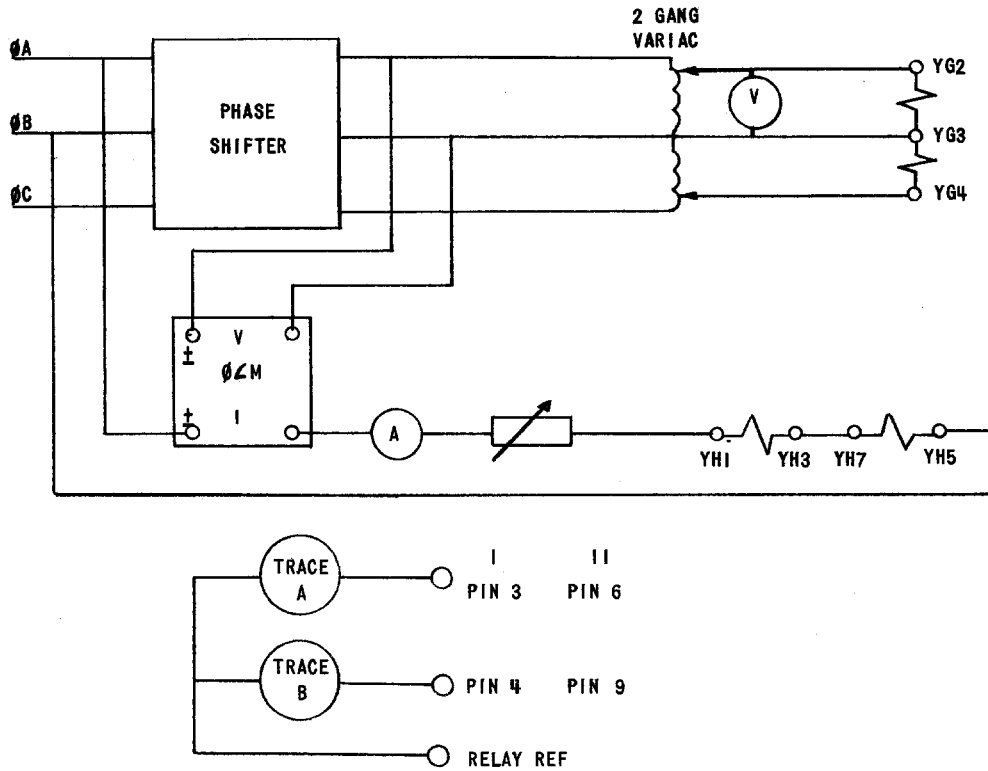 2 GANG
VARIAC
ØA
ØB
ØC
PHASE
SHIFTER
V
YG2
YG3
YG4
V
±
Ø∠M
±
I
A
YH1
YH3
YH7
YH5
I
II
TRACE
A
PIN 3
PIN 6
TRACE
B
PIN 4
PIN 9
RELAY REF